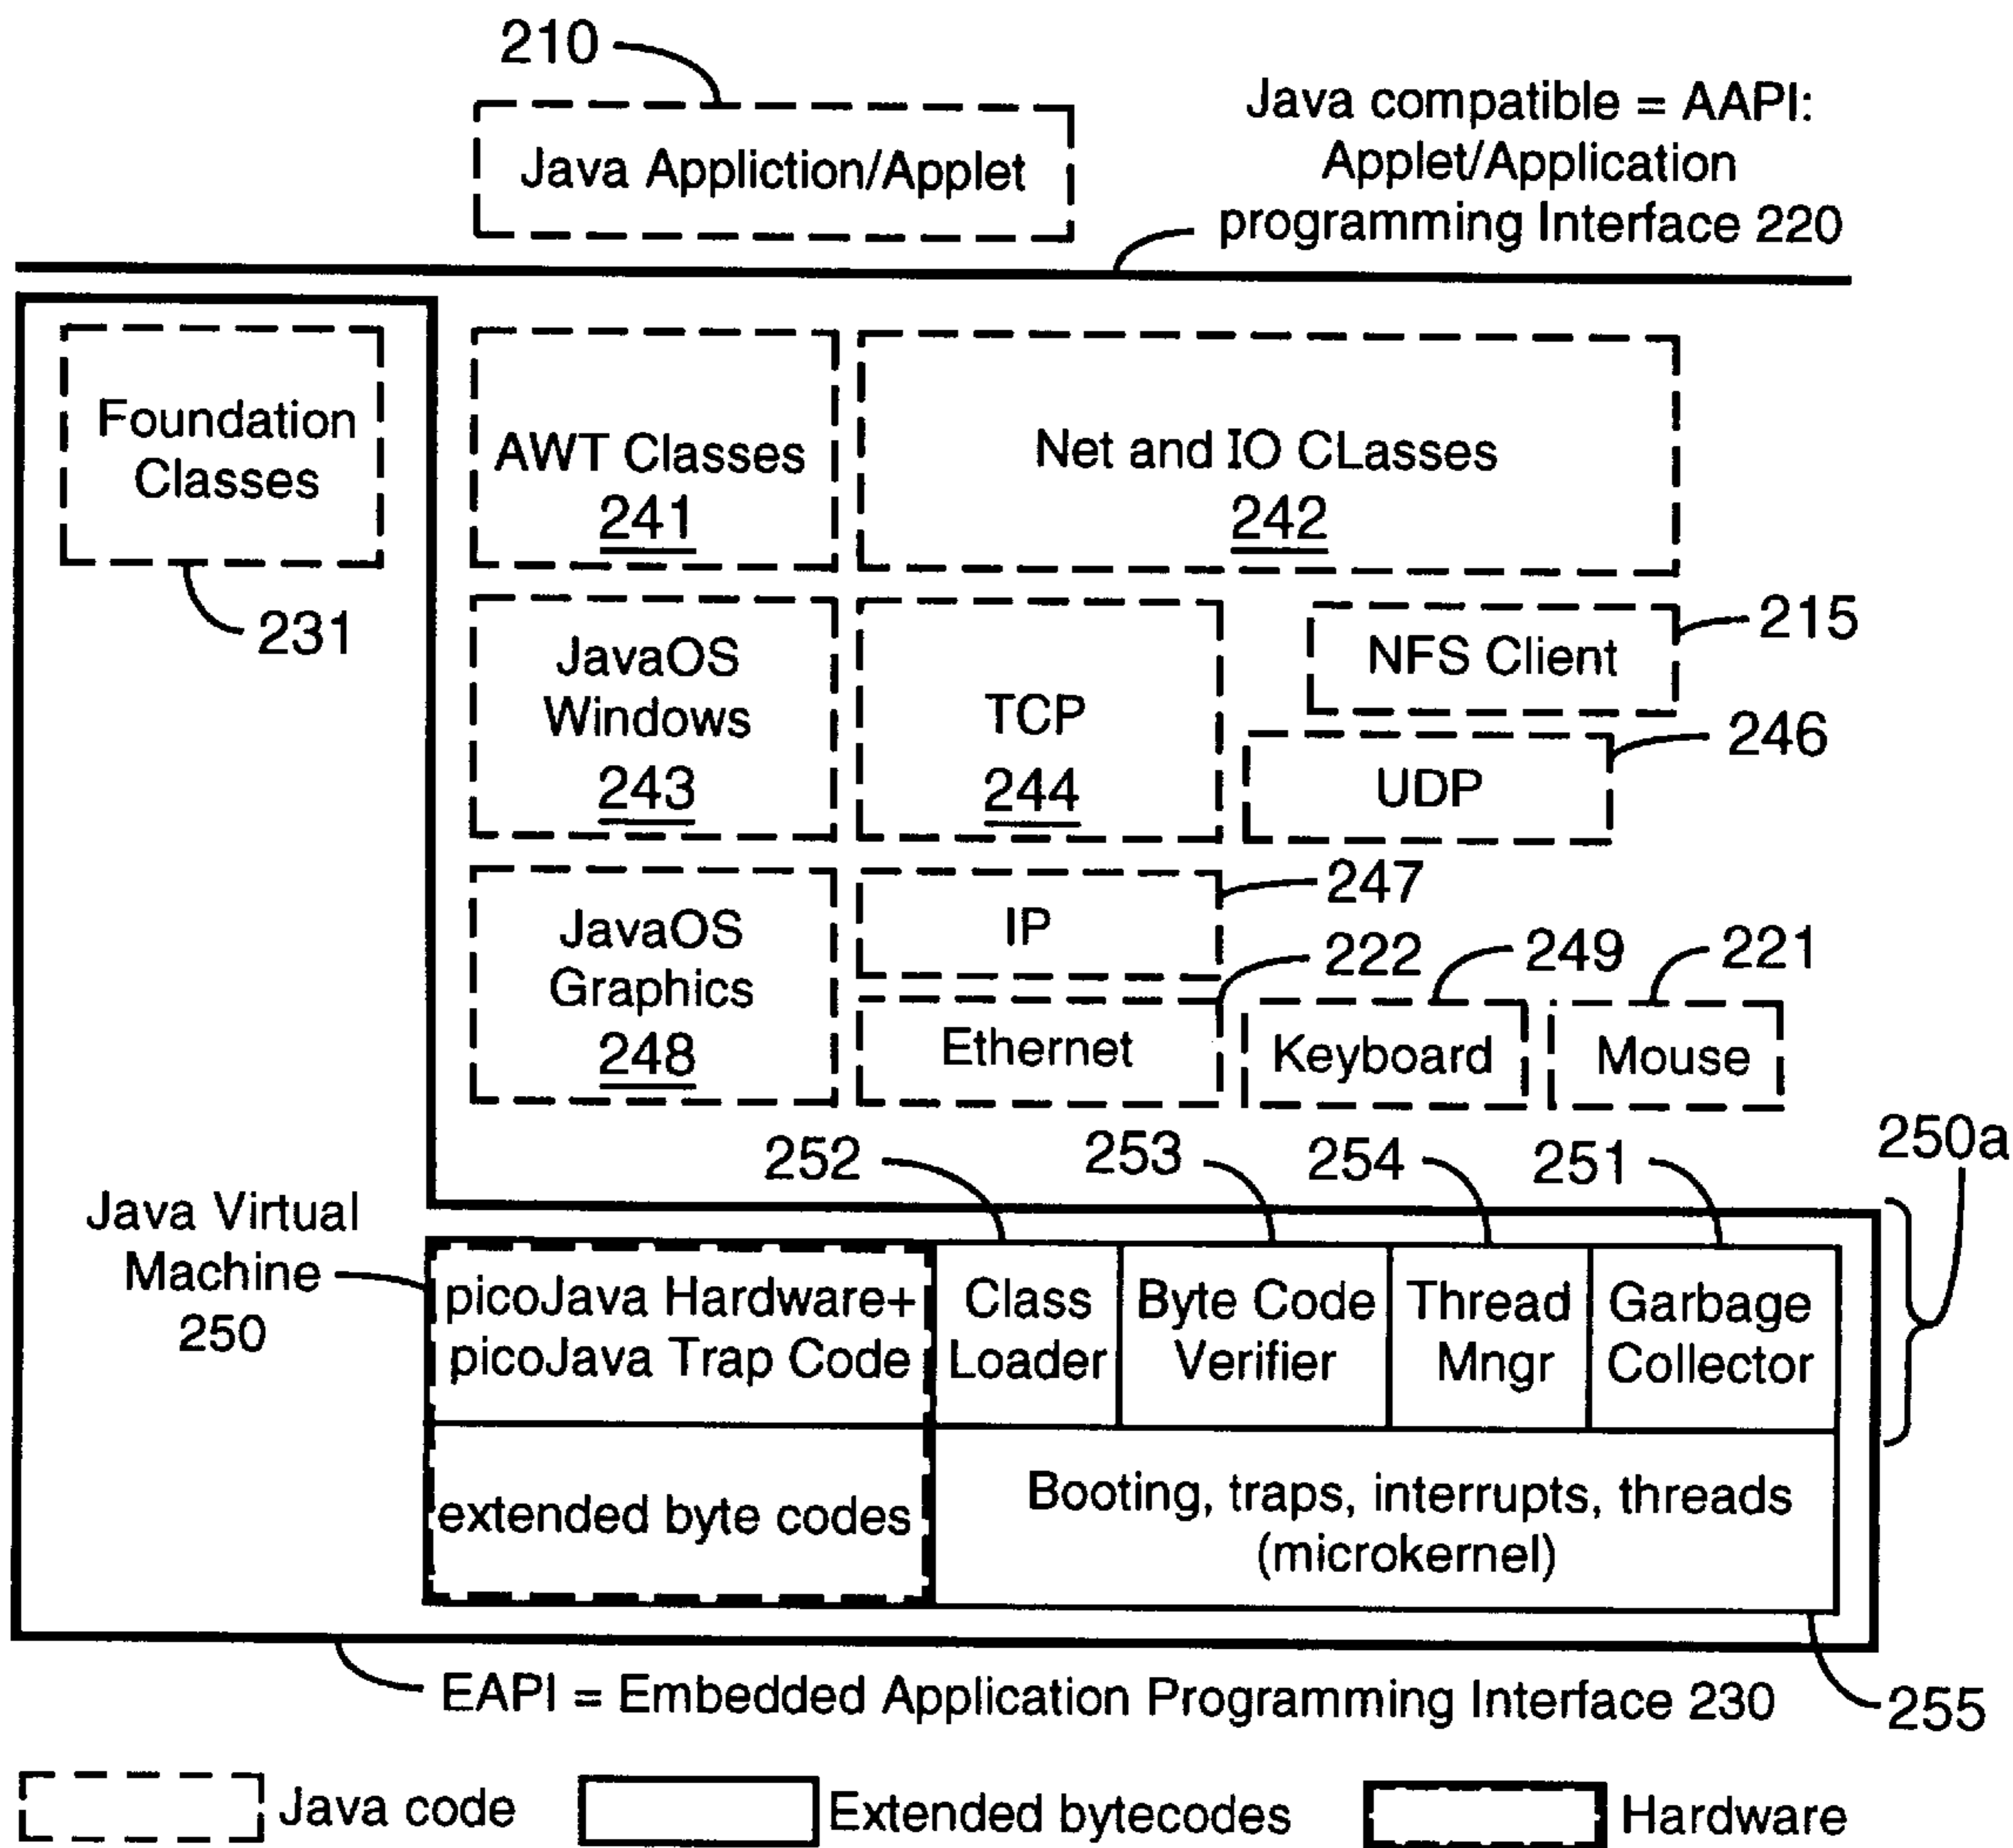 210
Java Appliction/Applet
Java compatible = AAPI:
Applet/Application
programming Interface 220
Foundation
Classes
231
AWT Classes
241
Net and IO CLasses
242
JavaOS
Windows
243
TCP
244
NFS Client
215
UDP
246
JavaOS
Graphics
248
IP
247
Ethernet
222
Keyboard
249
Mouse
221
252
253
254
251
250a
Java Virtual
Machine
250
picoJava Hardware+
picoJava Trap Code
Class
Loader
Byte Code
Verifier
Thread
Mngr
Garbage
Collector
extended byte codes
Booting, traps, interrupts, threads
(microkernel)
EAPI = Embedded Application Programming Interface 230
255
Java code
Extended bytecodes
Hardware